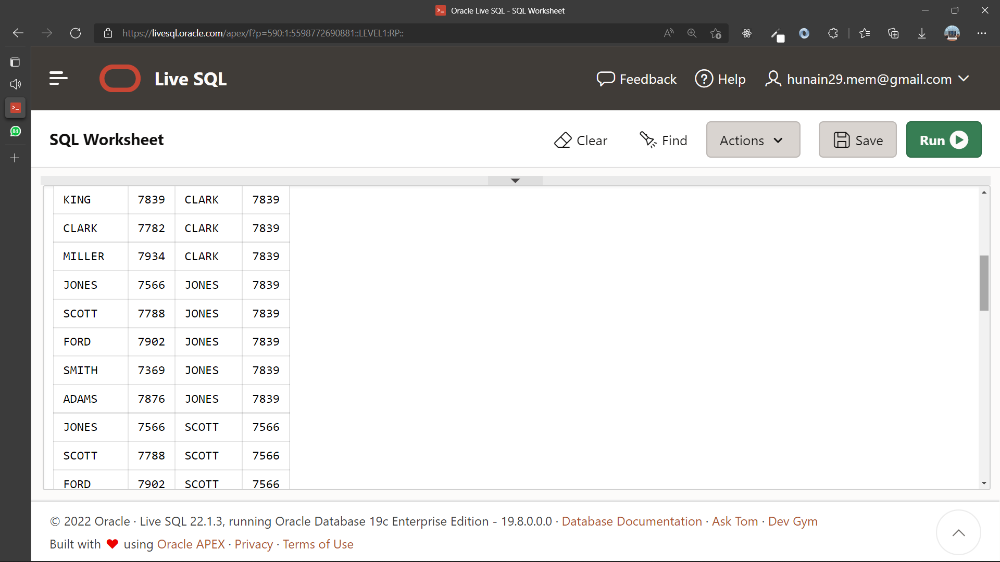 Oracle Live SQL - SQL Worksheet
https://livesql.oracle.com/apex/f?p=590:1:5598772690881::LEVEL1:RP::
84
Live SQL
Feedback
Help
hunain29.mem@gmail.com
SQL Worksheet
Clear
Find
Actions
Save
Run
KING 7839 CLARK 7839
CLARK 7782 CLARK 7839
MILLER 7934 CLARK 7839
JONES 7566 JONES 7839
SCOTT 7788 JONES 7839
FORD 7902 JONES 7839
SMITH 7369 JONES 7839
ADAMS 7876 JONES 7839
JONES 7566 SCOTT 7566
SCOTT 7788 SCOTT 7566
FORD 7902 SCOTT 7566
© 2022 Oracle · Live SQL 22.1.3, running Oracle Database 19c Enterprise Edition - 19.8.0.0.0 · Database Documentation · Ask Tom · Dev Gym
Built with ❤ using Oracle APEX · Privacy · Terms of Use